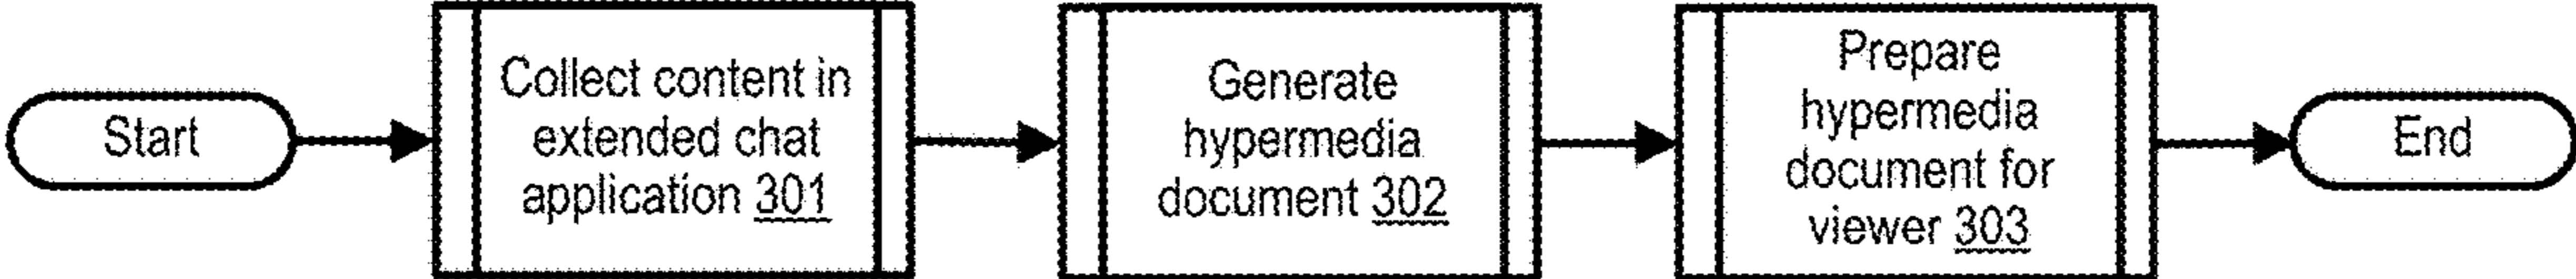 Start
Collect content in
extended chat
application 301
Generate
hypermedia
document 302
Prepare
hypermedia
document for
viewer 303
End